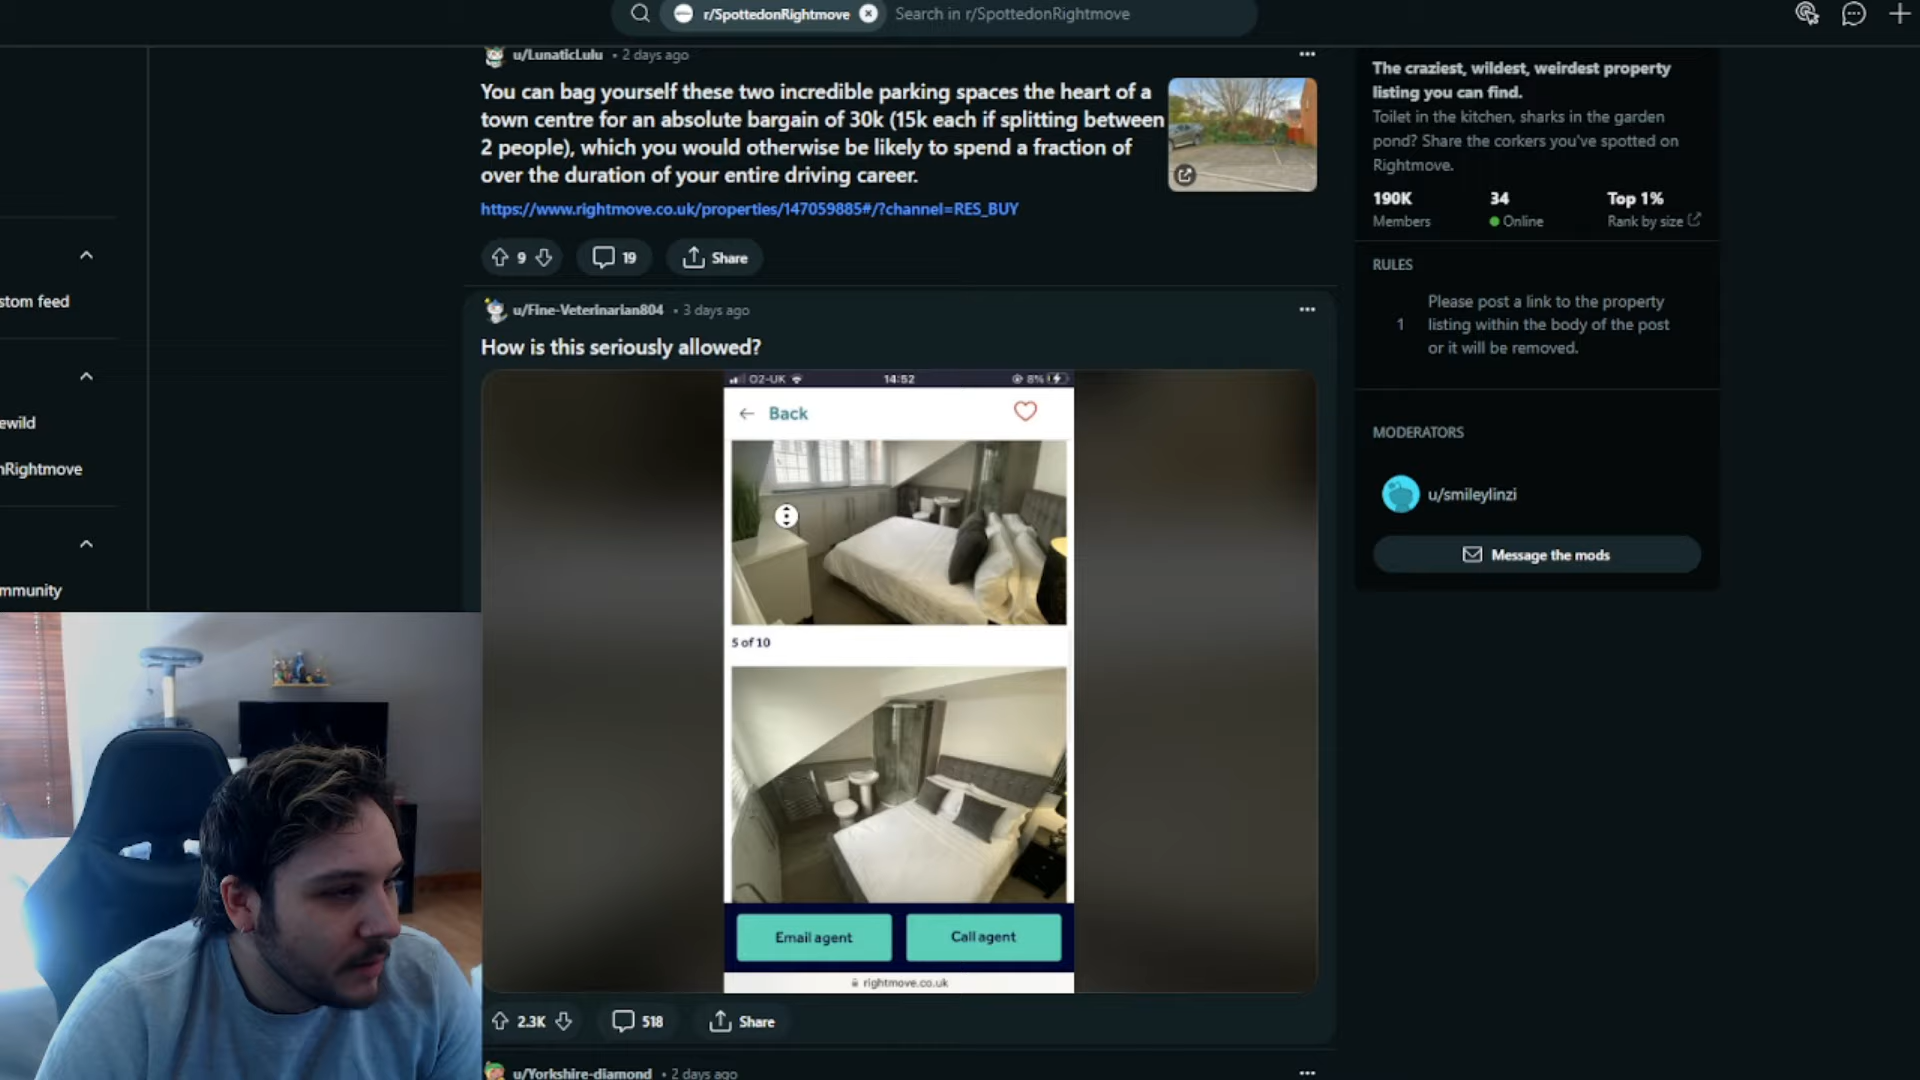 r/SpottedonRightmove
Search in r/SpottedonRightmove
u/LunaticLulu • 2 days ago
You can bag yourself these two incredible parking spaces the heart of a
town centre for an absolute bargain of 30k (15k each if splitting between
2 people), which you would otherwise be likely to spend a fraction of
over the duration of your entire driving career.
https://www.rightmove.co.uk/properties/147059885#/?channel=RES_BUY
9
19
Share
u/Fine-Veterinarian804 • 3 days ago
How is this seriously allowed?
O2-UK
14:52
8%
Back
5 of 10
Email agent
Call agent
rightmove.co.uk
2.3K
518
Share
u/Yorkshire-diamond • 2 days ago
The craziest, wildest, weirdest property
listing you can find.
Toilet in the kitchen, sharks in the garden
pond? Share the corkers you've spotted on
Rightmove.
190K
34
Top 1%
Members
Online
Rank by size
RULES
1
Please post a link to the property
listing within the body of the post
or it will be removed.
MODERATORS
u/smileylinzi
Message the mods
stom feed
ewild
nRightmove
mmunity